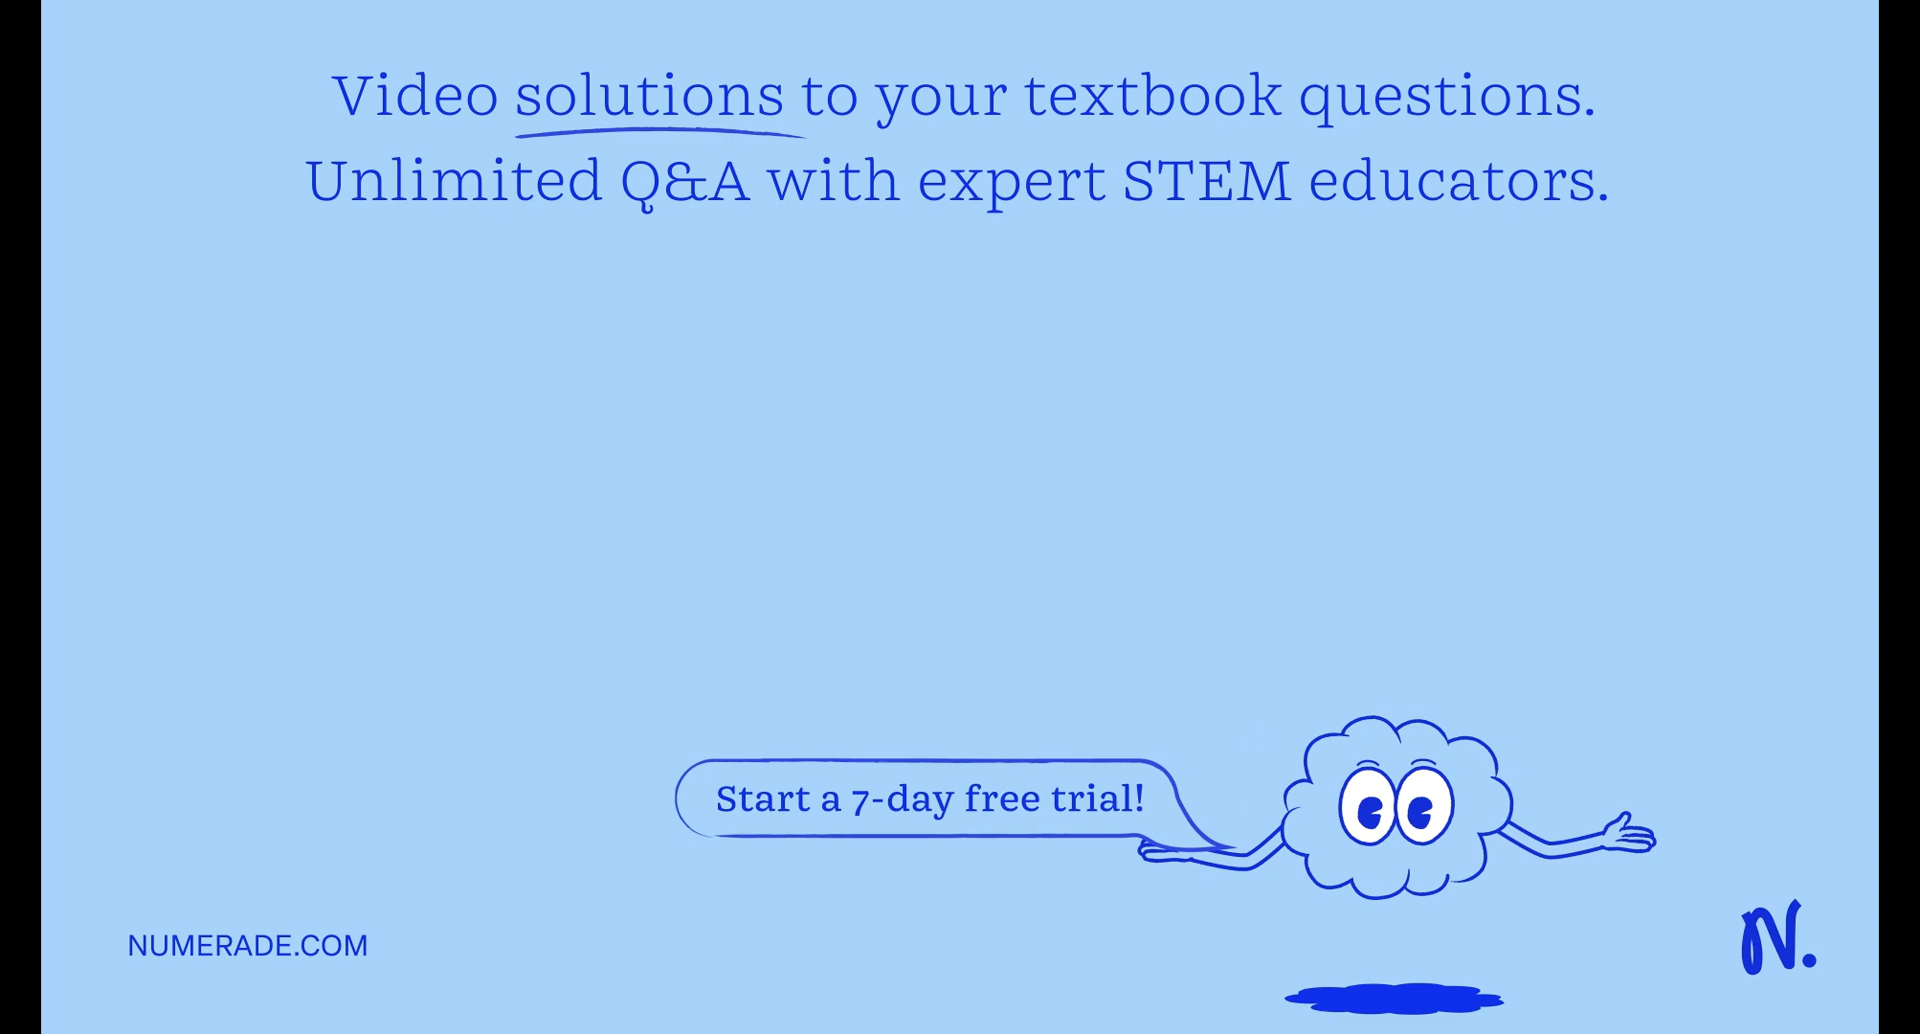 Video solutions to your textbook questions.
Unlimited Q&A with expert STEM educators.
Start a 7-day free trial!
NUMERADE.COM
N.